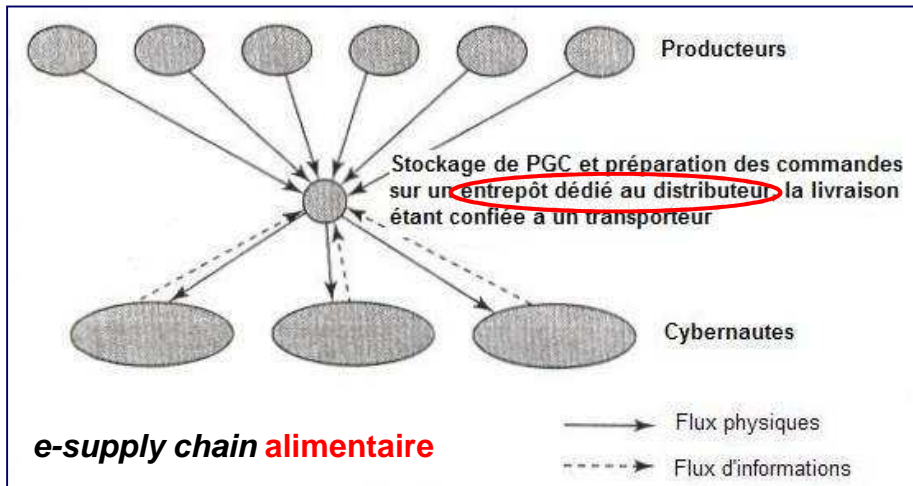 Producteurs
Stockage de PGC et préparation des commandes
sur un entrepôt dédié au distributeur, la livraison
étant confiée à un transporteur
Cybernautes
e-supply chain alimentaire
Flux physiques
Flux d'informations